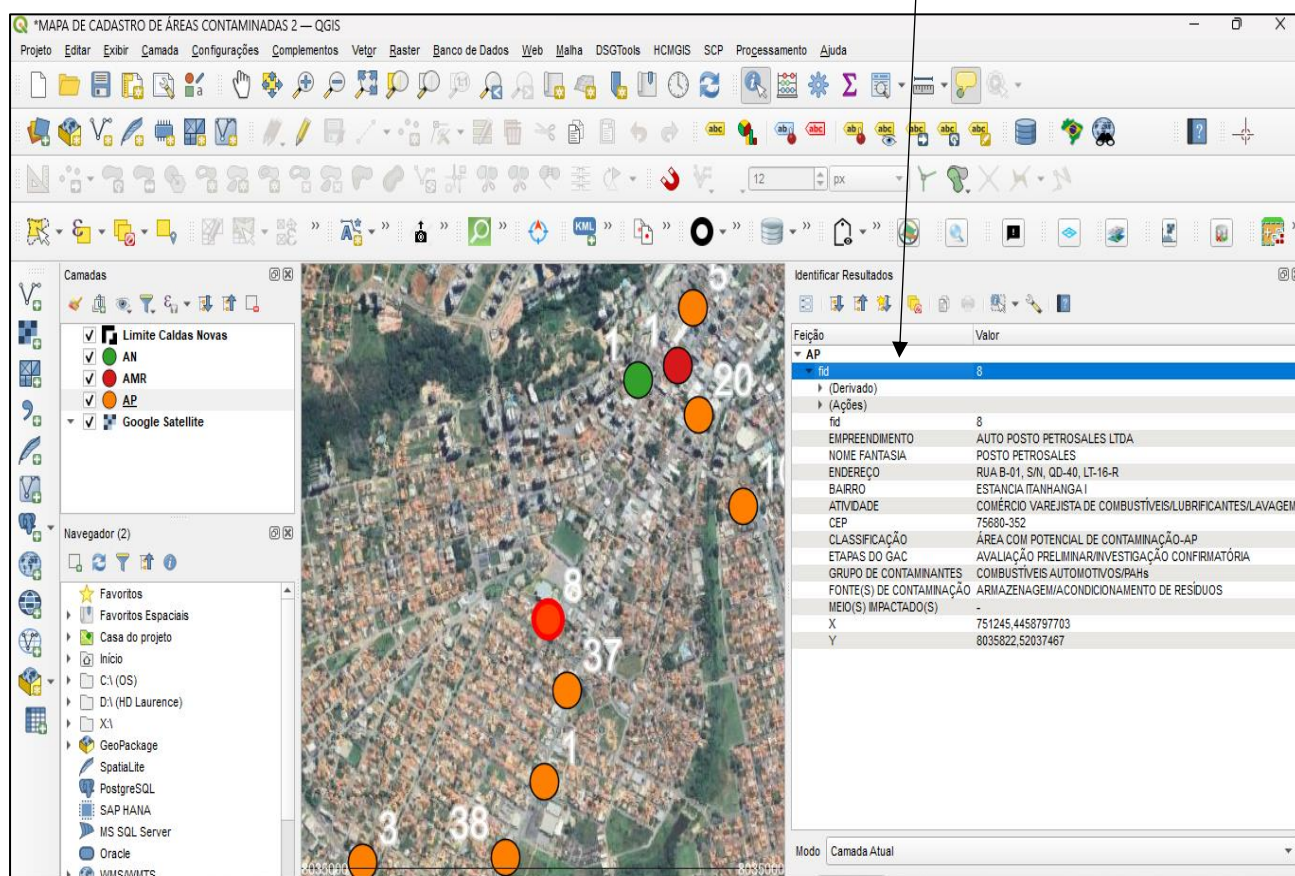 *MAPA DE CADASTRO DE ÁREAS CONTAMINADAS 2 — QGIS
Projeto Editar Exibir Camada Configurações Complementos Vetor Raster Banco de Dados Web Malha DSGTools HCMGIS SCP Processamento Ajuda
12 px
KML
Camadas
Limite Caldas Novas
AN
AMR
AP
Google Satellite
Navegador (2)
Favoritos
Favoritos Espaciais
Casa do projeto
Início
C:\ (OS)
D:\ (HD Laurence)
X:\
GeoPackage
SpatiaLite
PostgreSQL
SAP HANA
MS SQL Server
Oracle
WMS/WMTS
5
1
1
20
8
37
1
38
3
8035000
8035000
Identificar Resultados
Feição Valor
AP
fid 8
(Derivado)
(Ações)
fid 8
EMPREENDIMENTO AUTO POSTO PETROSALES LTDA
NOME FANTASIA POSTO PETROSALES
ENDEREÇO RUA B-01, S/N, QD-40, LT-16-R
BAIRRO ESTANCIA ITANHANGA I
ATIVIDADE COMÉRCIO VAREJISTA DE COMBUSTÍVEIS/LUBRIFICANTES/LAVAGEM
CEP 75680-352
CLASSIFICAÇÃO ÁREA COM POTENCIAL DE CONTAMINAÇÃO-AP
ETAPAS DO GAC AVALIAÇÃO PRELIMINAR/INVESTIGAÇÃO CONFIRMATÓRIA
GRUPO DE CONTAMINANTES COMBUSTÍVEIS AUTOMOTIVOS/PAHs
FONTE(S) DE CONTAMINAÇÃO ARMAZENAGEM/ACONDICIONAMENTO DE RESÍDUOS
MEIO(S) IMPACTADO(S) -
X 751245,4458797703
Y 8035822,52037467
Modo Camada Atual